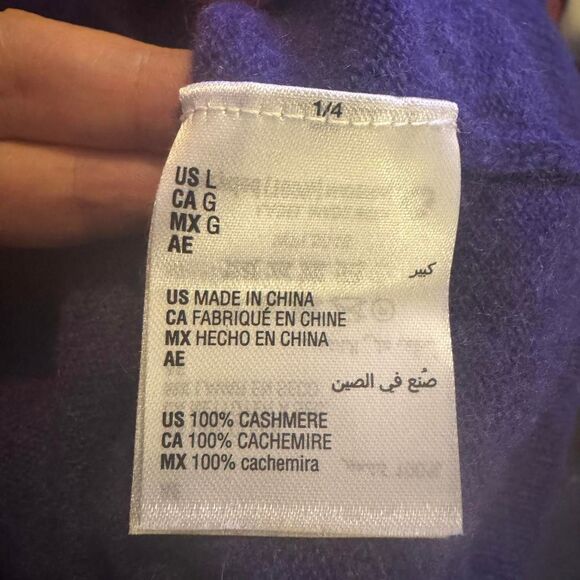 1/4
US L
CA G
MX G
AE
كبير
US MADE IN CHINA
CA FABRIQUÉ EN CHINE
MX HECHO EN CHINA
AE
صُنع في الصين
US 100% CASHMERE
CA 100% CACHEMIRE
MX 100% cachemira